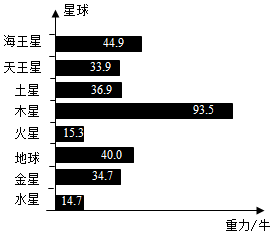 星球
海王星 44.9
天王星 33.9
土星 36.9
木星 93.5
火星 15.3
地球 40.0
金星 34.7
水星 14.7
重力/牛